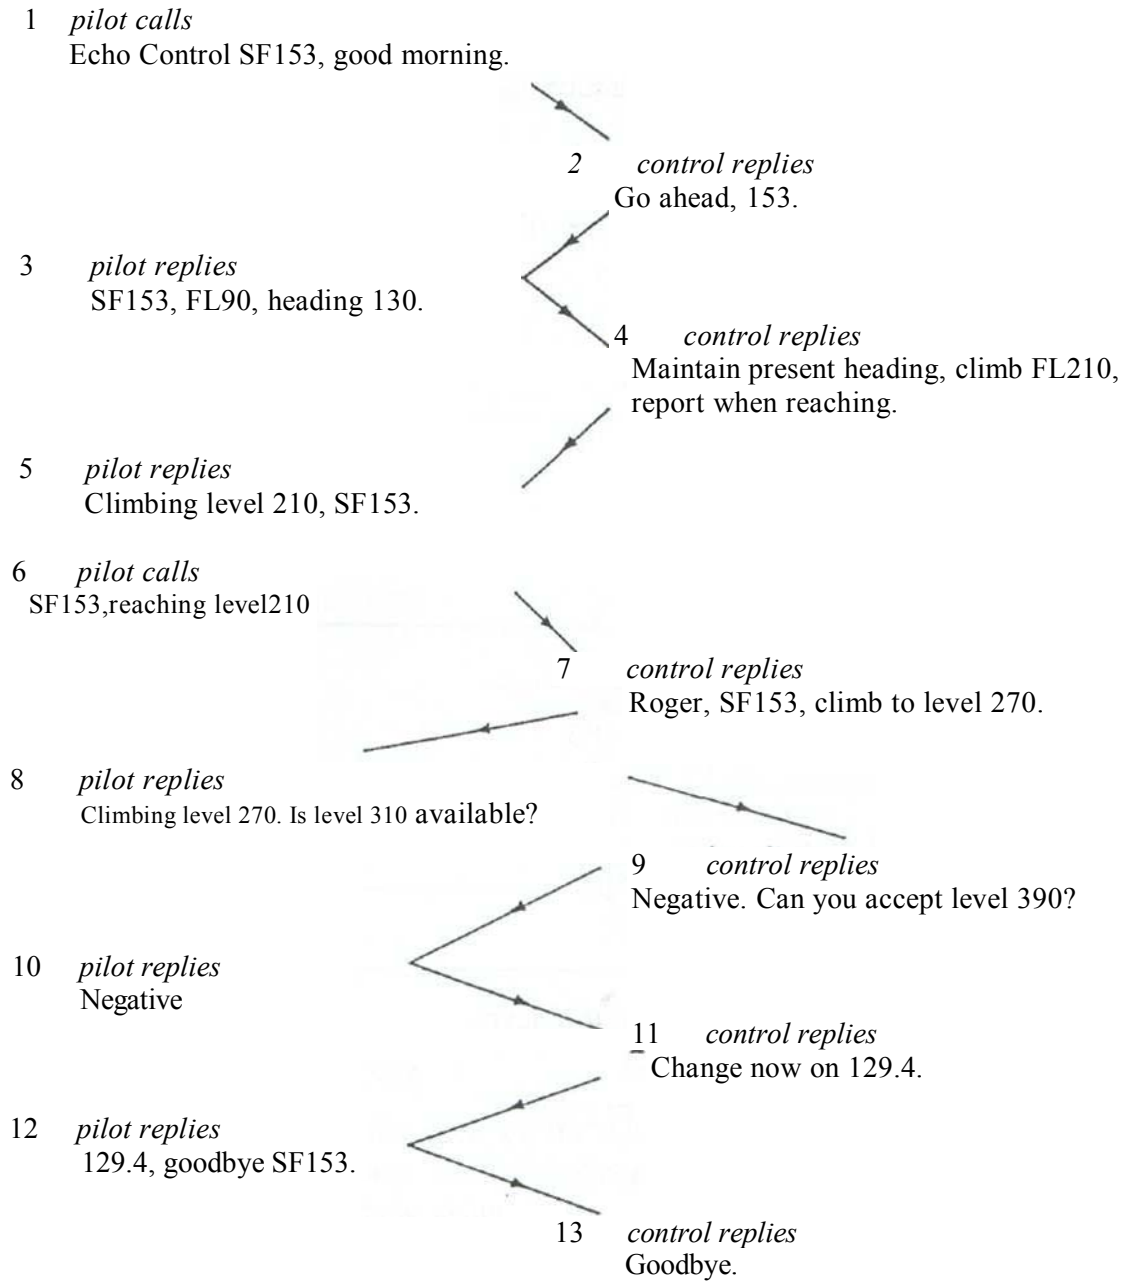 1 pilot calls
Echo Control SF153, good morning.
2 control replies
Go ahead, 153.
3 pilot replies
SF153, FL90, heading 130.
4 control replies
Maintain present heading, climb FL210,
report when reaching.
5 pilot replies
Climbing level 210, SF153.
6 pilot calls
SF153,reaching level210
7 control replies
Roger, SF153, climb to level 270.
8 pilot replies
Climbing level 270. Is level 310 available?
9 control replies
Negative. Can you accept level 390?
10 pilot replies
Negative
11 control replies
Change now on 129.4.
12 pilot replies
129.4, goodbye SF153.
13 control replies
Goodbye.